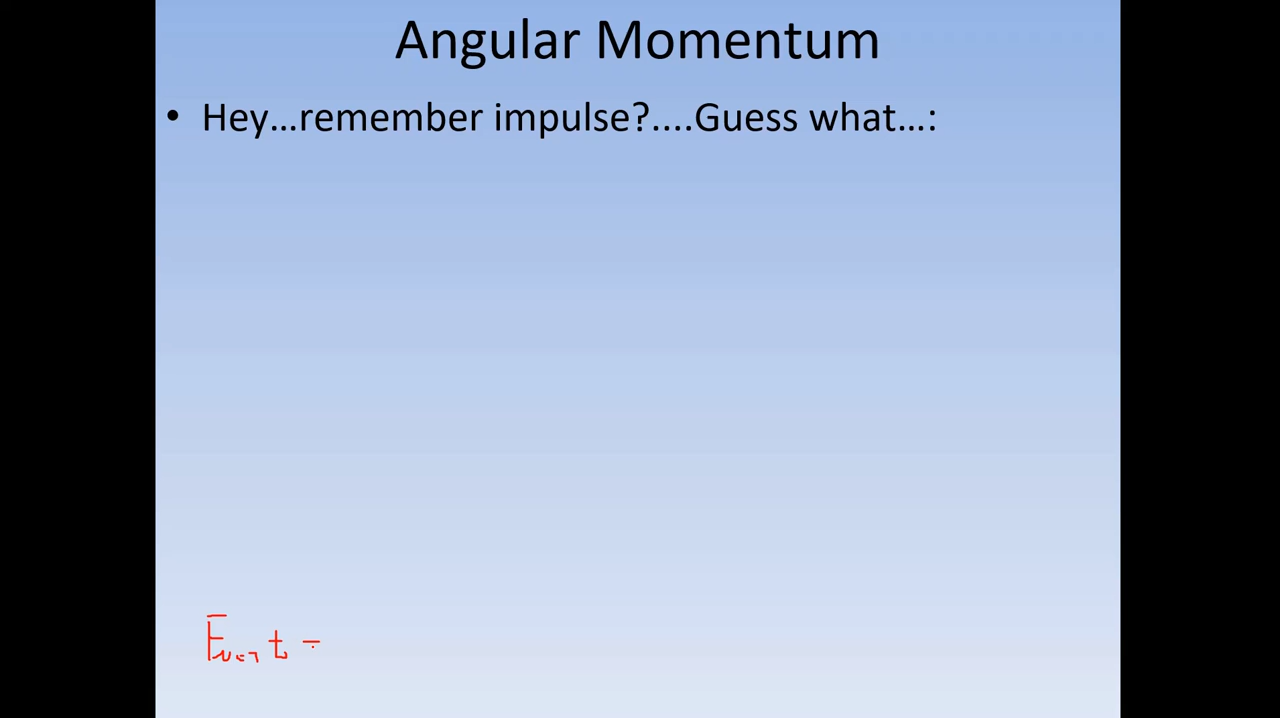 Angular Momentum
• Hey…remember impulse?....Guess what…:
t =